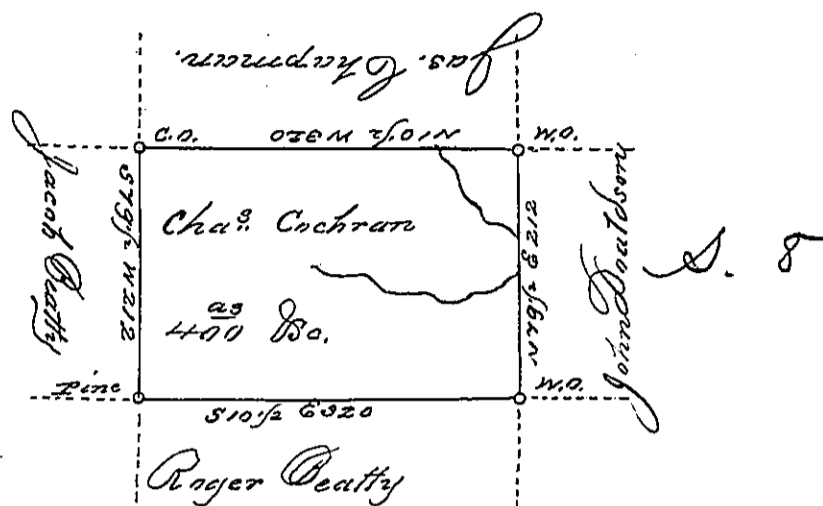 Jas. Chapman.
C.O.
N10½ W320
W.O.
Jacob Beatty
S79½ W212
Chas. Cochran
400 as &c.
N79½ E212
John Donaldson
S. 8
Pine
S10½ E320
W.O.
Roger Beatty